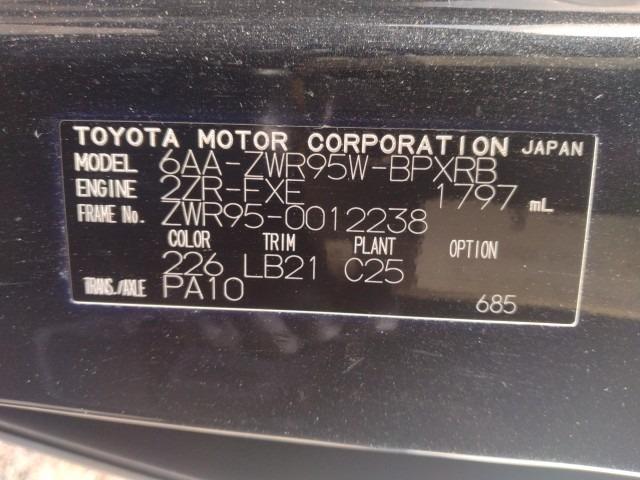 TOYOTA MOTOR CORPORATION JAPAN
MODEL 6AA-ZWR95W-BPXRB
ENGINE 2ZR-FXE 1797 mL
FRAME No. ZWR95-0012238
COLOR TRIM PLANT OPTION
226 LB21 C25
TRANS./AXLE PA10
685